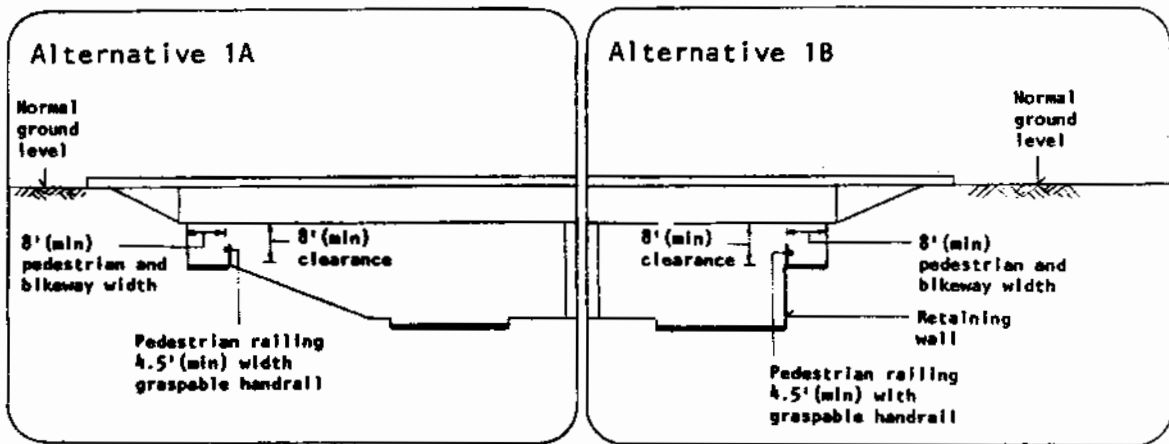 Alternative 1A
Normal
ground
level
8'(min)
pedestrian and
bikeway width
8'(min)
clearance
Pedestrian railing
4.5'(min) width
graspable handrail
Alternative 1B
Normal
ground
level
8'(min)
clearance
8'(min)
pedestrian and
bikeway width
Retaining
wall
Pedestrian railing
4.5'(min) with
graspable handrail